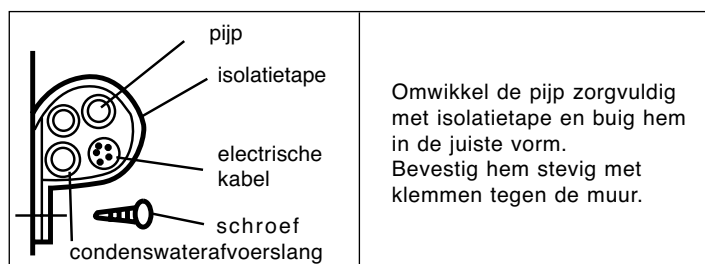 pijp
isolatietape
electrische
kabel
schroef
condenswaterafvoerslang
Omwikkel de pijp zorgvuldig
met isolatietape en buig hem
in de juiste vorm.
Bevestig hem stevig met
klemmen tegen de muur.